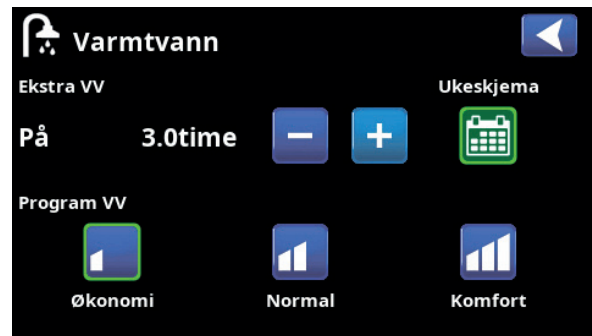 Varmtvann
Ekstra VV
Ukeskjema
På 3.0time
Program VV
Økonomi Normal Komfort